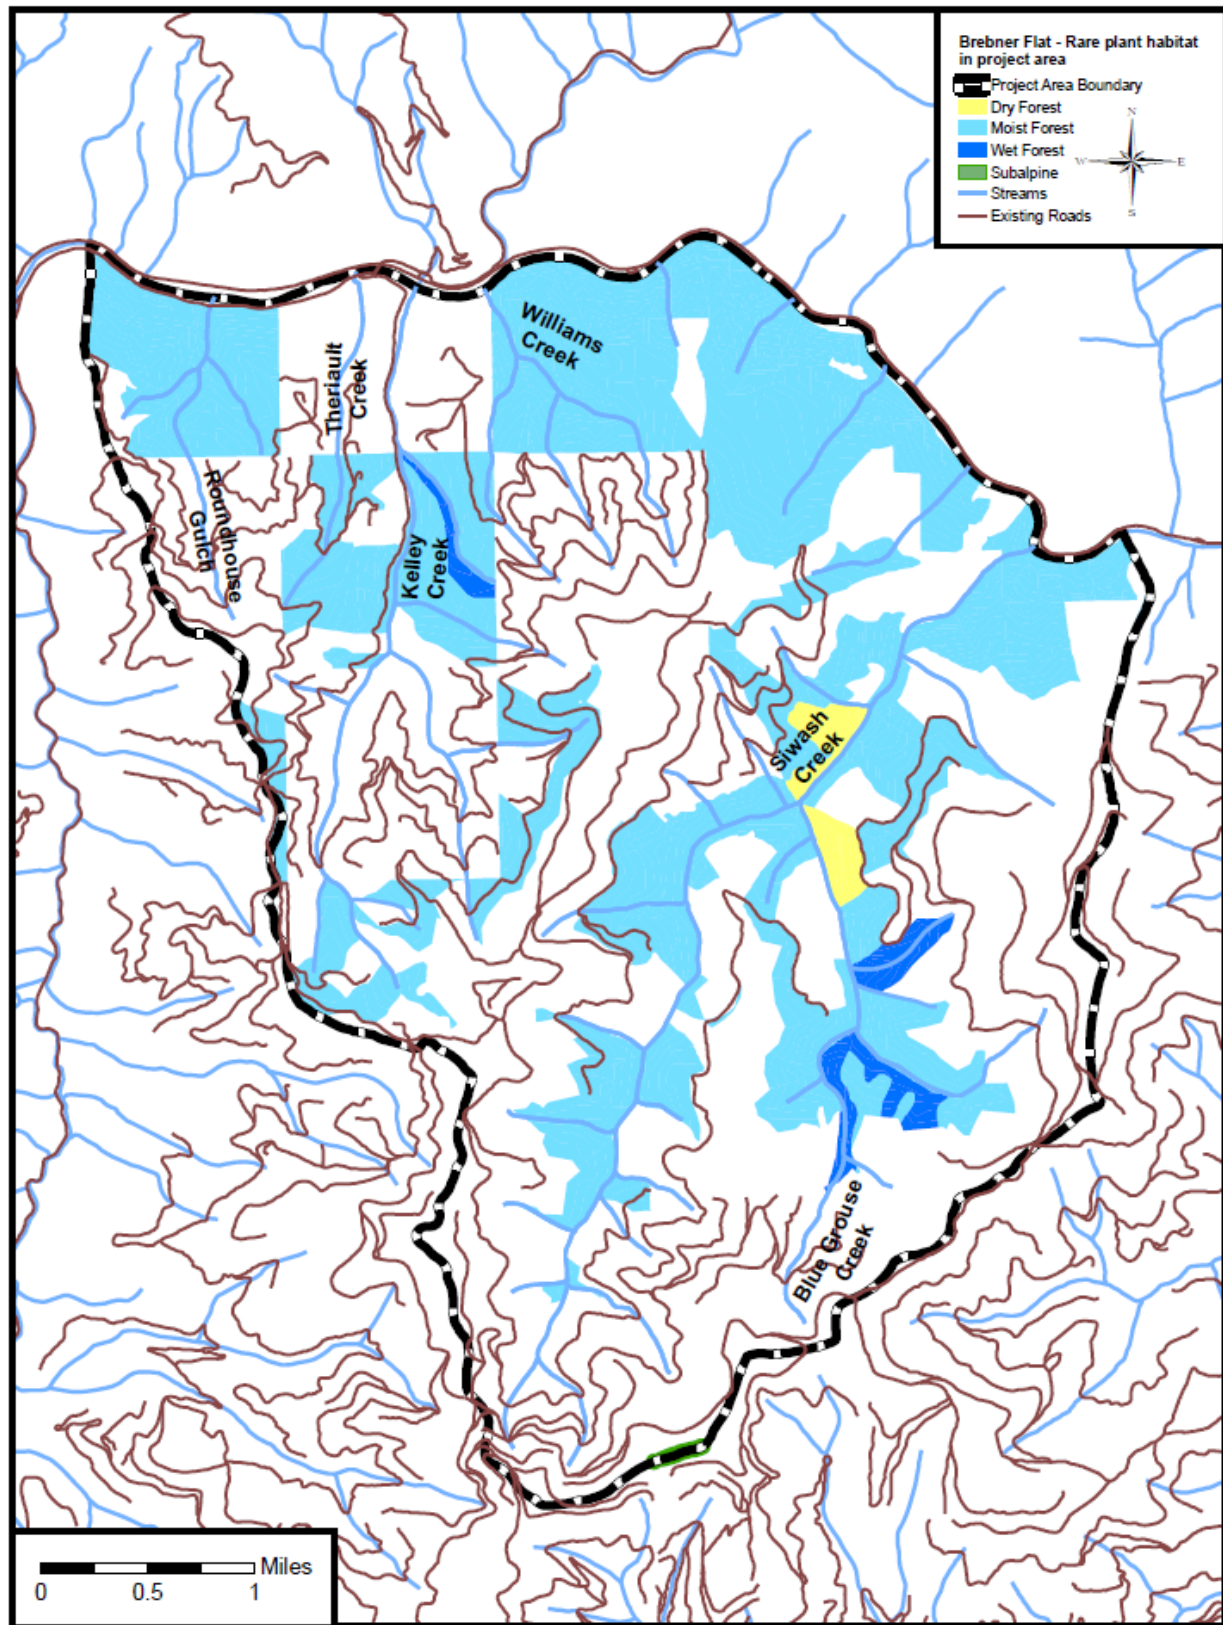 Brebner Flat - Rare plant habitat
in project area
Project Area Boundary
Dry Forest
Moist Forest
Wet Forest
Subalpine
Streams
Existing Roads
N
W
E
S
Williams
Creek
Theriault
Creek
Roundhouse
Gulch
Kelley
Creek
Siwash
Creek
Blue Grouse
Creek
Miles
0
0.5
1